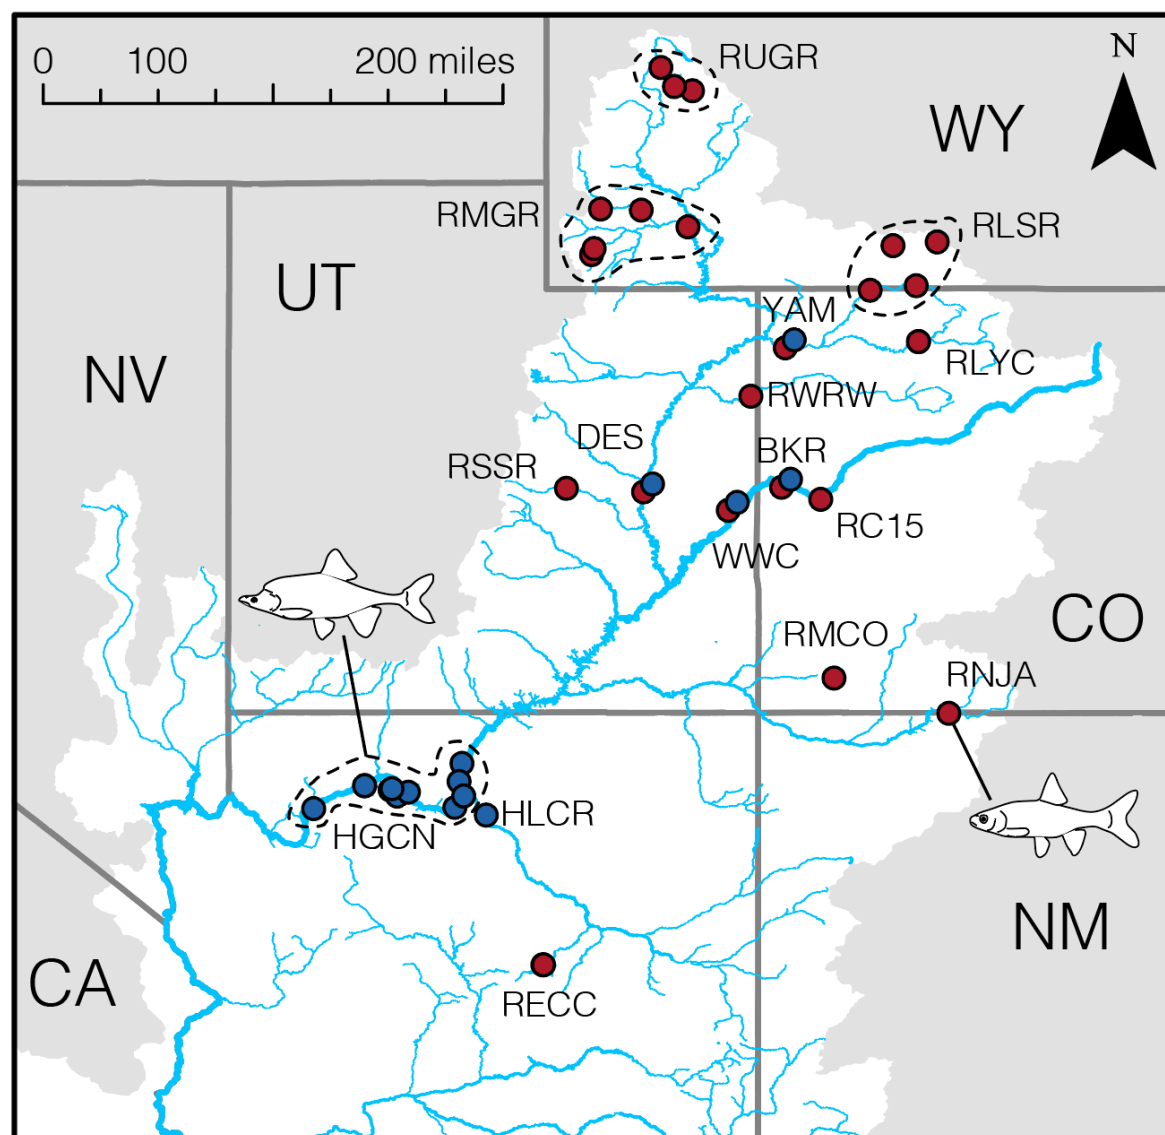 0 100 200 miles
N
RUGR
WY
RMGR
RLSR
UT
YAM
NV
RLYC
RWRW
DES
BKR
RSSR
RC15
WWC
CO
RMCO
RNJA
HLCR
HGCN
NM
CA
RECC